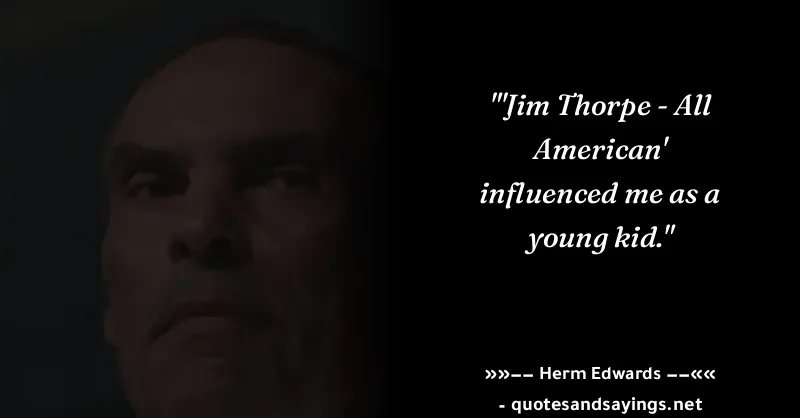 "'Jim Thorpe - All
American'
influenced me as a
young kid."
»»–– Herm Edwards ––««
- quotesandsayings.net